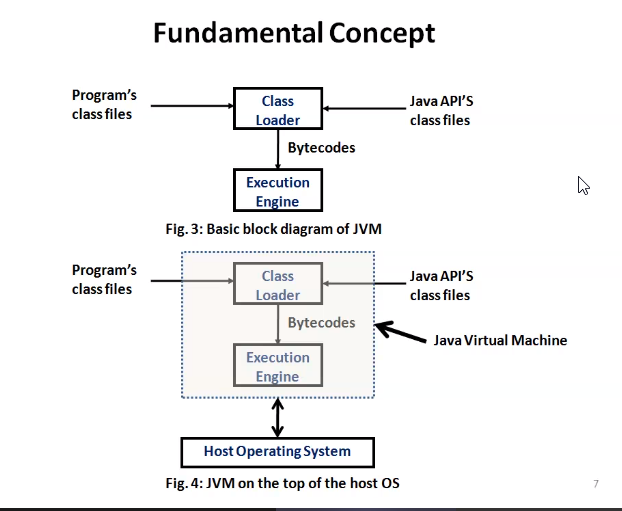 Fundamental Concept
Program's
class files
Class
Loader
Java API'S
class files
Bytecodes
Execution
Engine
Fig. 3: Basic block diagram of JVM
Program's
class files
Class
Loader
Java API'S
class files
Bytecodes
Java Virtual Machine
Execution
Engine
Host Operating System
Fig. 4: JVM on the top of the host OS
7